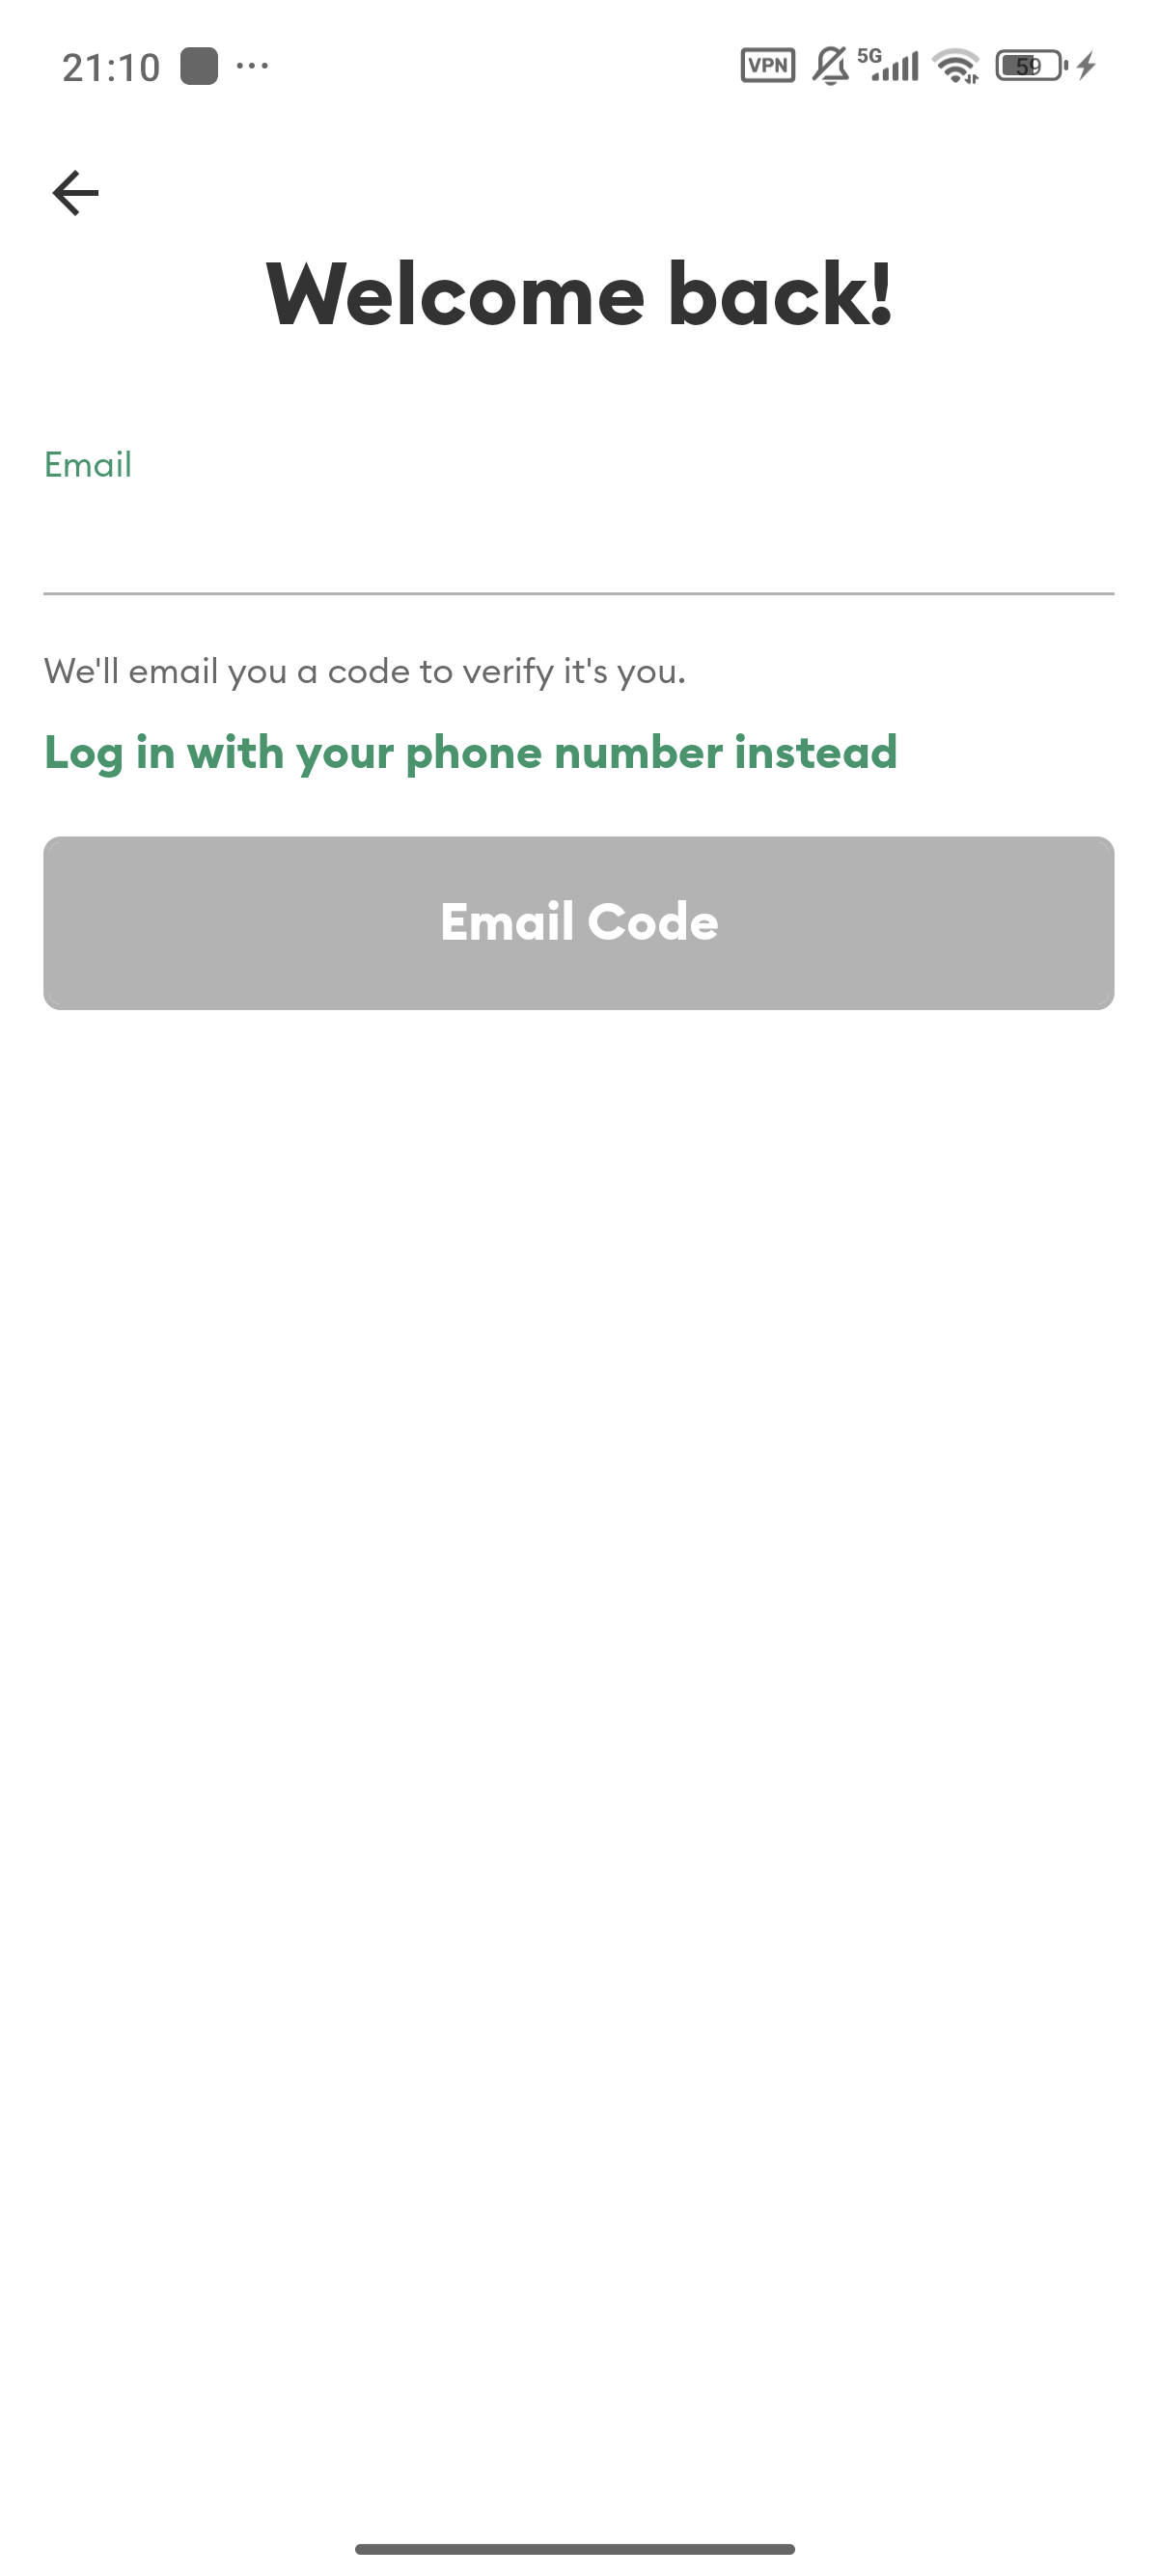 21:10 ...
VPN 5G 59
Welcome back!
Email
We'll email you a code to verify it's you.
Log in with your phone number instead
Email Code